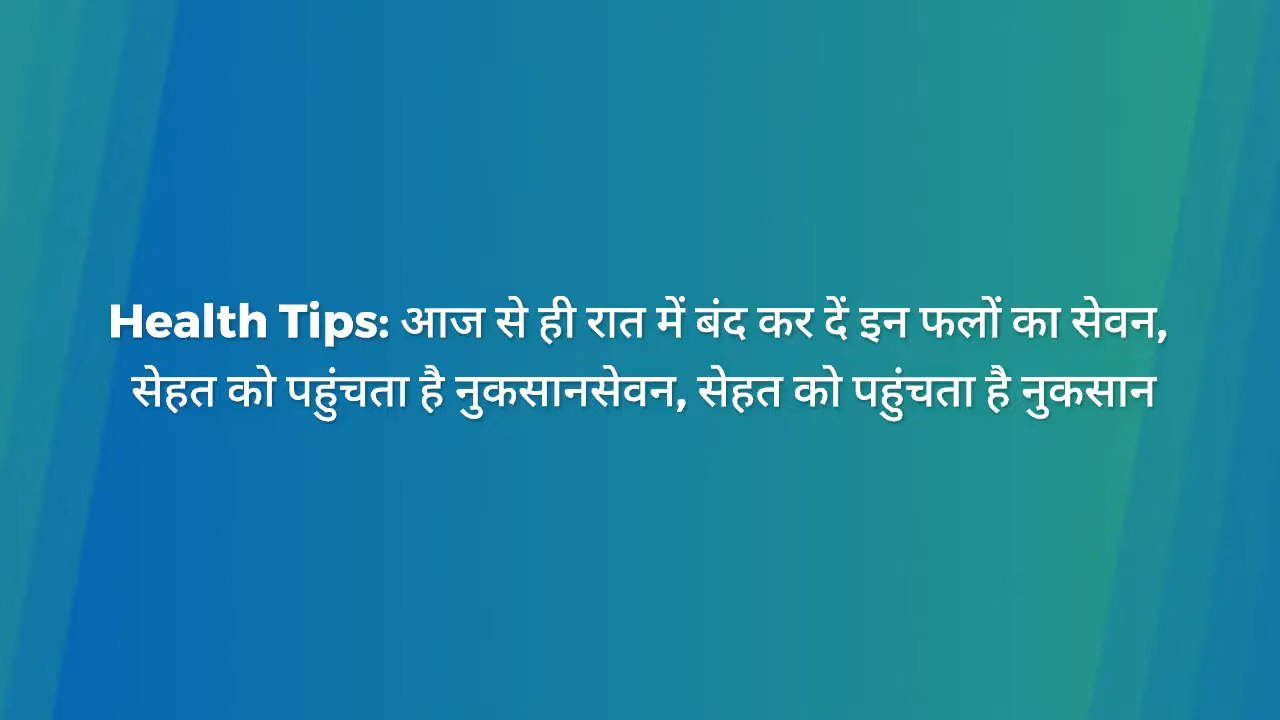 Health Tips: आज से ही रात में बंद कर दें इन फलों का सेवन,
सेहत को पहुंचता है नुकसानसेवन, सेहत को पहुंचता है नुकसान